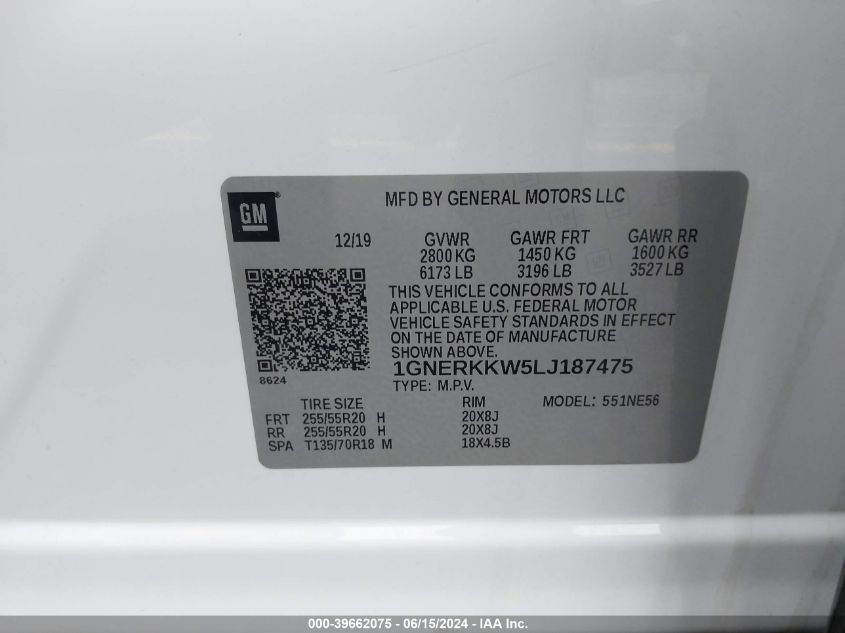 GM
MFD BY GENERAL MOTORS LLC
12/19 GVWR GAWR FRT GAWR RR
2800 KG 1450 KG 1600 KG
6173 LB 3196 LB 3527 LB
THIS VEHICLE CONFORMS TO ALL
APPLICABLE U.S. FEDERAL MOTOR
VEHICLE SAFETY STANDARDS IN EFFECT
ON THE DATE OF MANUFACTURE
SHOWN ABOVE.
8624
1GNERKKW5LJ187475
TYPE: M.P.V. MODEL: 551NE56
TIRE SIZE RIM
FRT 255/55R20 H 20X8J
RR 255/55R20 H 20X8J
SPA T135/70R18 M 18X4.5B
000-39662075 - 06/15/2024 - IAA Inc.